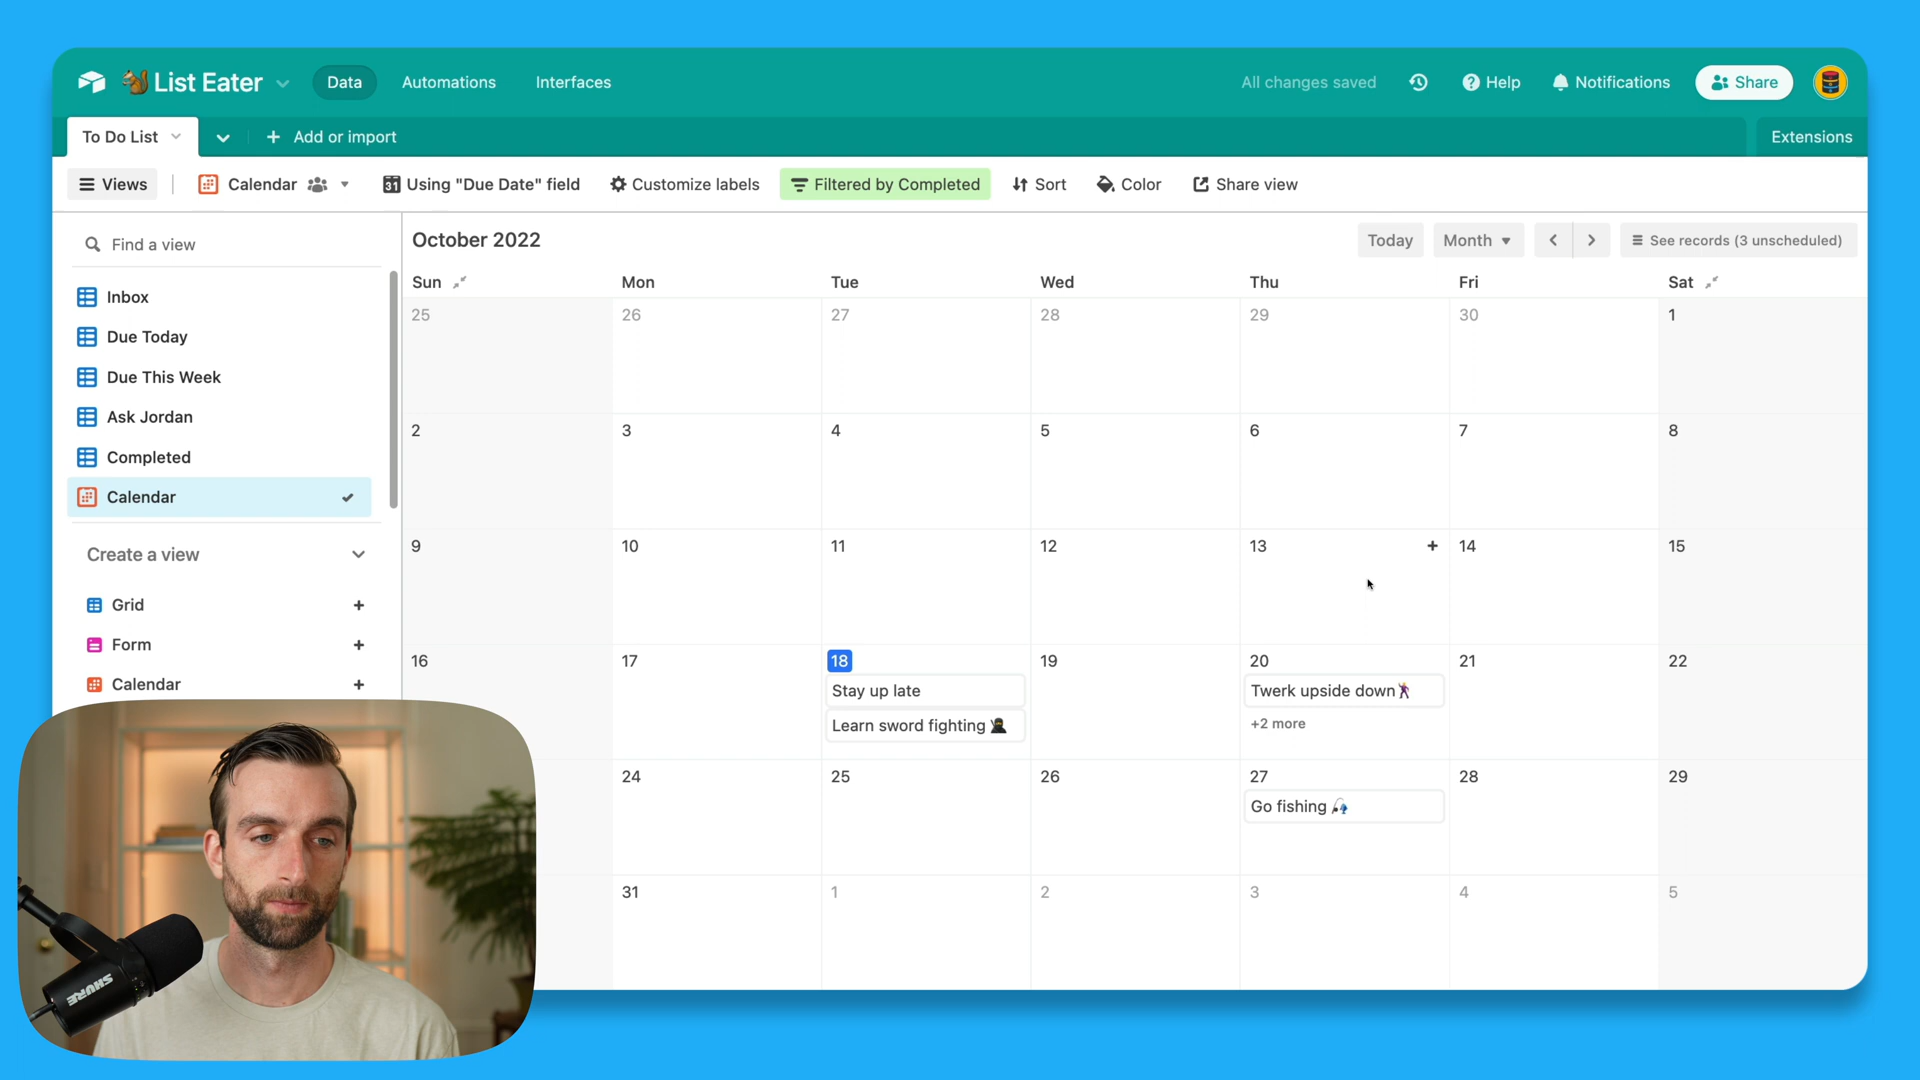 🐿️ List Eater Data Automations Interfaces All changes saved Help Notifications Share
To Do List Add or import Extensions
Views Calendar 31 Using "Due Date" field Customize labels Filtered by Completed Sort Color Share view
Find a view
Inbox
Due Today
Due This Week
Ask Jordan
Completed
Calendar
Create a view
Grid
Form
Calendar
October 2022 Today Month See records (3 unscheduled)
Sun Mon Tue Wed Thu Fri Sat
25 26 27 28 29 30 1
2 3 4 5 6 7 8
9 10 11 12 13 + 14 15
16 17 18 19 20 21 22
Stay up late Twerk upside down🕺
Learn sword fighting 🥷 +2 more
24 25 26 27 28 29
Go fishing 🎣
31 1 2 3 4 5
SHURE